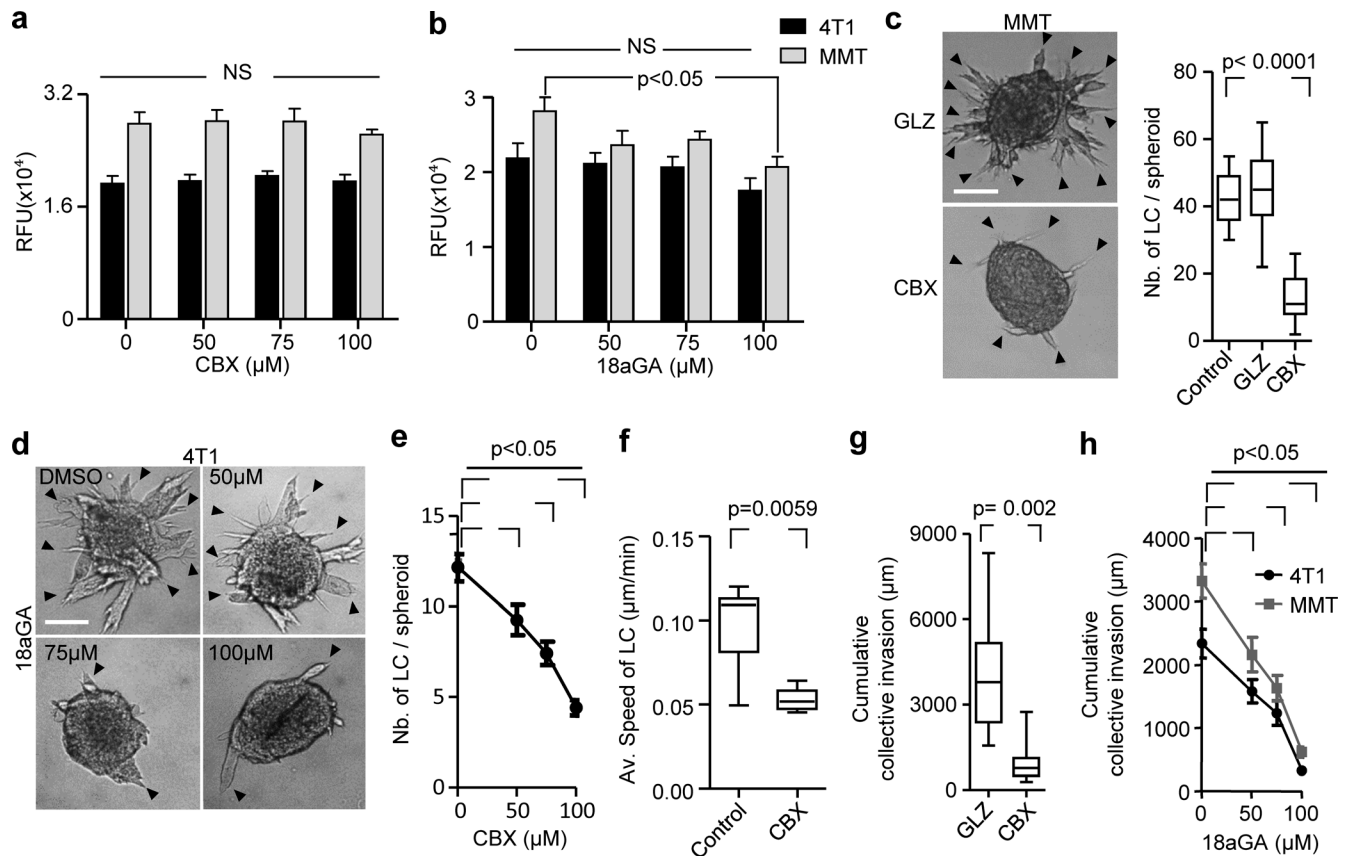 a
NS
3.2
1.6
0
RFU(x10⁴)
0 50 75 100
CBX (µM)
b
4T1
MMT
NS
p<0.05
3
2
1
0
RFU(x10⁴)
0 50 75 100
18aGA (µM)
c
MMT
GLZ
CBX
p< 0.0001
80
60
40
20
0
Nb. of LC / spheroid
Control GLZ CBX
d
4T1
DMSO 50µM
18aGA
75µM 100µM
e
p<0.05
15
10
5
0
Nb. of LC / spheroid
0 50 100
CBX (µM)
f
p=0.0059
0.15
0.10
0.05
0.00
Av. Speed of LC (µm/min)
Control CBX
g
p= 0.002
9000
6000
3000
0
Cumulative
collective invasion (µm)
GLZ CBX
h
p<0.05
4000
3000
2000
1000
0
4T1
MMT
Cumulative
collective invasion (µm)
0 50 100
18aGA (µM)